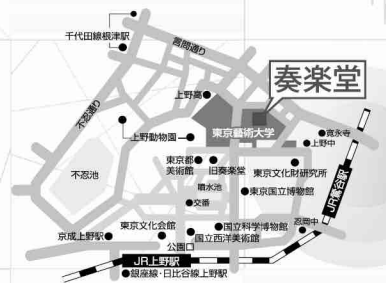 千代田線根津駅
言問通り
奏楽堂
上野高
不忍通り
東京藝術大学
寛永寺
上野動物園
上野中
東京都
美術館
旧奏楽堂
東京文化財研究所
不忍池
噴水池
東京国立博物館
JR鶯谷駅
交番
東京文化会館
国立科学博物館
忍岡中
京成上野駅
国立西洋美術館
公園口
JR上野駅
銀座線・日比谷線上野駅